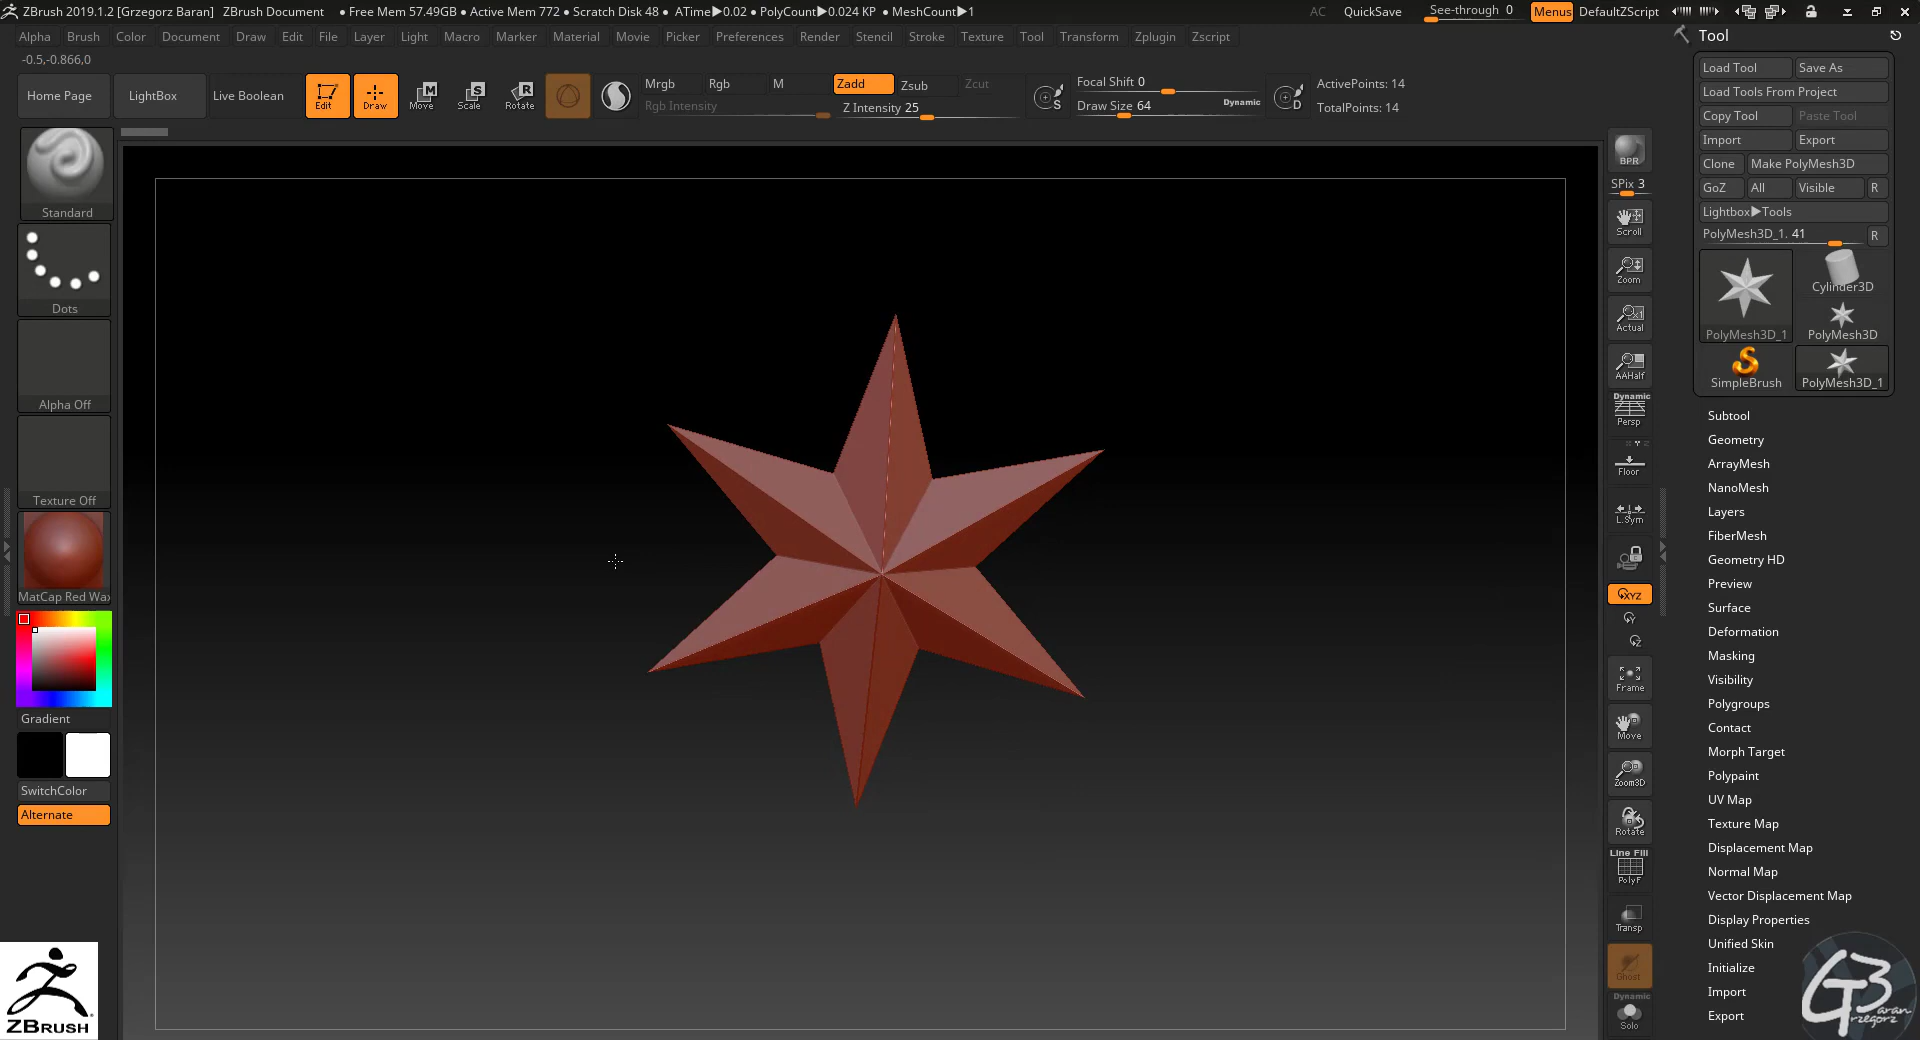 ZBrush 2019.1.2 [Grzegorz Baran] ZBrush Document • Free Mem 57.49GB • Active Mem 772 • Scratch Disk 48 • ATime▶0.02 • PolyCount▶0.024 KP • MeshCount▶1 AC QuickSave See-through 0 Menus DefaultZScript
Alpha Brush Color Document Draw Edit File Layer Light Macro Marker Material Movie Picker Preferences Render Stencil Stroke Texture Tool Transform Zplugin Zscript
-0.5,-0.866,0
Home Page LightBox Live Boolean Edit Draw Move Scale Rotate
M S R
Mrgb Rgb M Zadd Zsub Zcut
Rgb Intensity Z Intensity 25
Focal Shift 0
Draw Size 64 Dynamic
S D
ActivePoints: 14
TotalPoints: 14
Standard
Dots
Alpha Off
Texture Off
MatCap Red Wax
Gradient
SwitchColor
Alternate
ZBRUSH
BPR
SPix 3
Scroll
Zoom
Actual
AAHalf
Dynamic
Persp
Floor
L.Sym
XYZ
Y
Z
Frame
Move
Zoom3D
Rotate
Line Fill
PolyF
Transp
Ghost
Dynamic
Solo
Tool
Load Tool Save As
Load Tools From Project
Copy Tool Paste Tool
Import Export
Clone Make PolyMesh3D
GoZ All Visible R
Lightbox▶Tools
PolyMesh3D_1. 41 R
Cylinder3D
PolyMesh3D_1 PolyMesh3D
SimpleBrush PolyMesh3D_1
Subtool
Geometry
ArrayMesh
NanoMesh
Layers
FiberMesh
Geometry HD
Preview
Surface
Deformation
Masking
Visibility
Polygroups
Contact
Morph Target
Polypaint
UV Map
Texture Map
Displacement Map
Normal Map
Vector Displacement Map
Display Properties
Unified Skin
Initialize
Import
Export